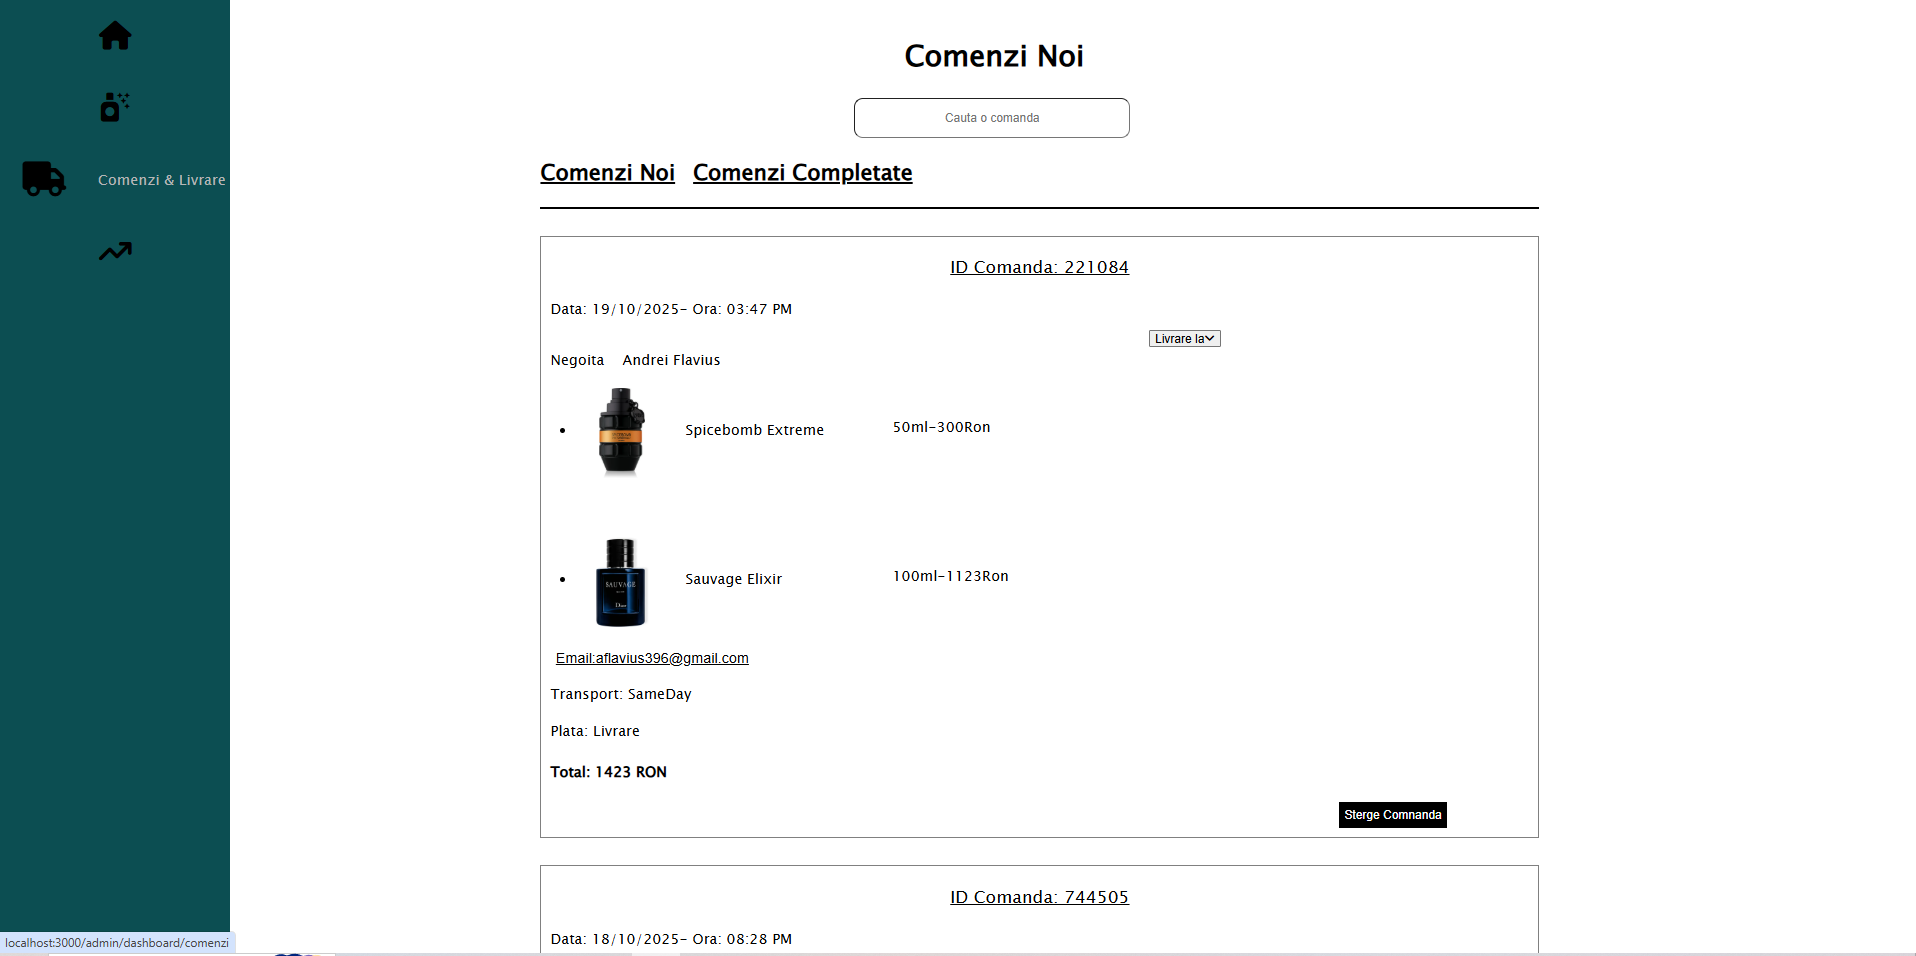 Comenzi Noi
Cauta o comanda
Comenzi & Livrare
Comenzi Noi Comenzi Completate
ID Comanda: 221084
Data: 19/10/2025- Ora: 03:47 PM
Livrare la
Negoita Andrei Flavius
Spicebomb Extreme 50ml-300Ron
SAUVAGE
Dior
Sauvage Elixir 100ml-1123Ron
Email:aflavius396@gmail.com
Transport: SameDay
Plata: Livrare
Total: 1423 RON
Sterge Comnanda
ID Comanda: 744505
Data: 18/10/2025- Ora: 08:28 PM
localhost:3000/admin/dashboard/comenzi